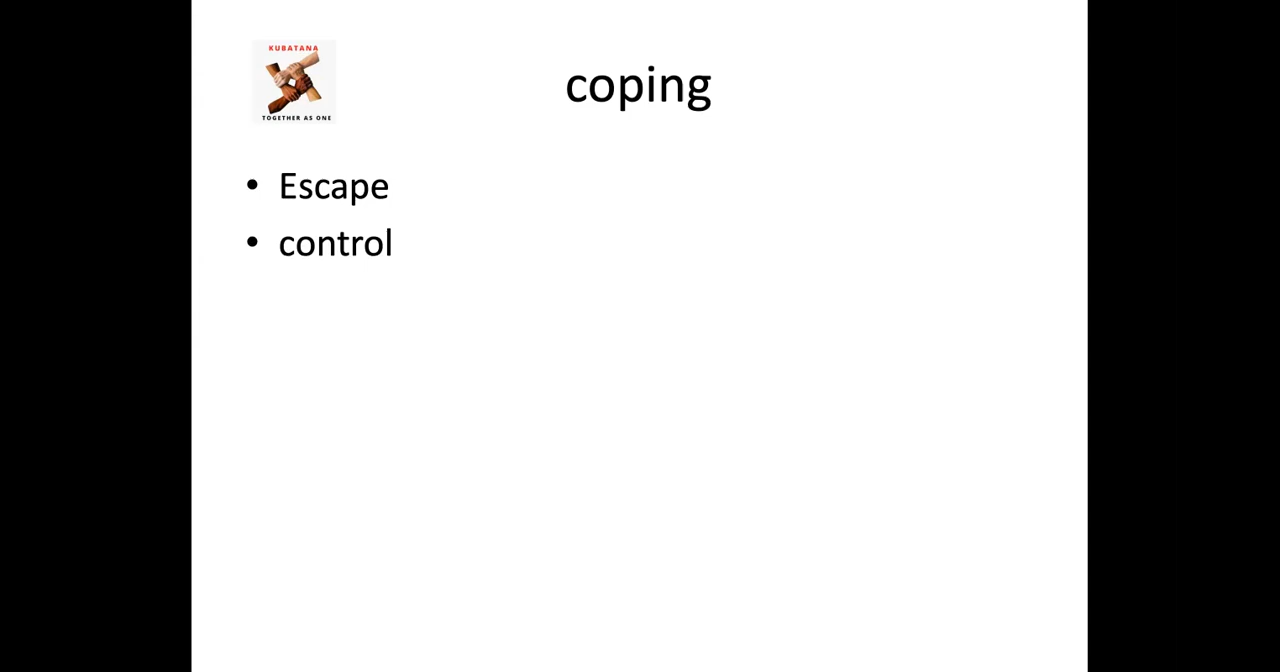 KUBATANA
TOGETHER AS ONE
coping
• Escape
• control